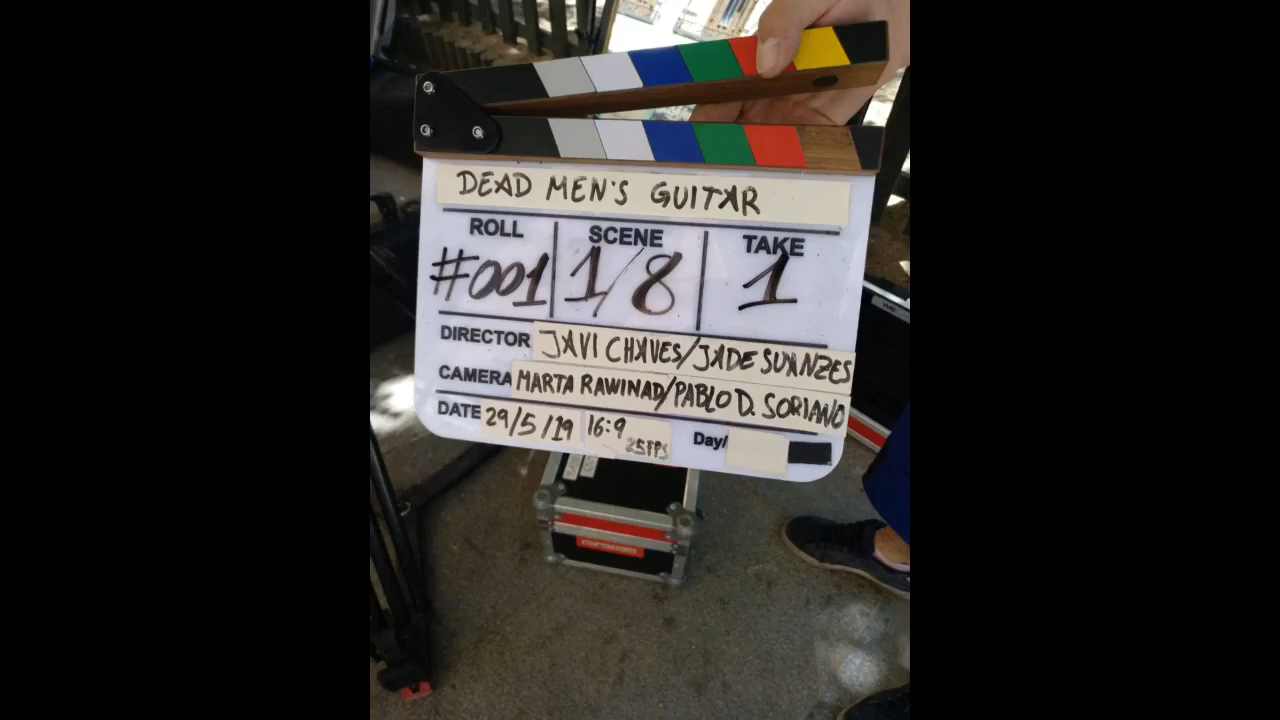 DEAD MEN'S GUITAR
ROLL SCENE TAKE
#001 1/8 1
DIRECTOR JAVI CHAVES/JADE SUANZES
CAMERA MARTA RAWINAD/PABLO D. SORIANO
DATE 29/5/19 16:9 25FPS Day/